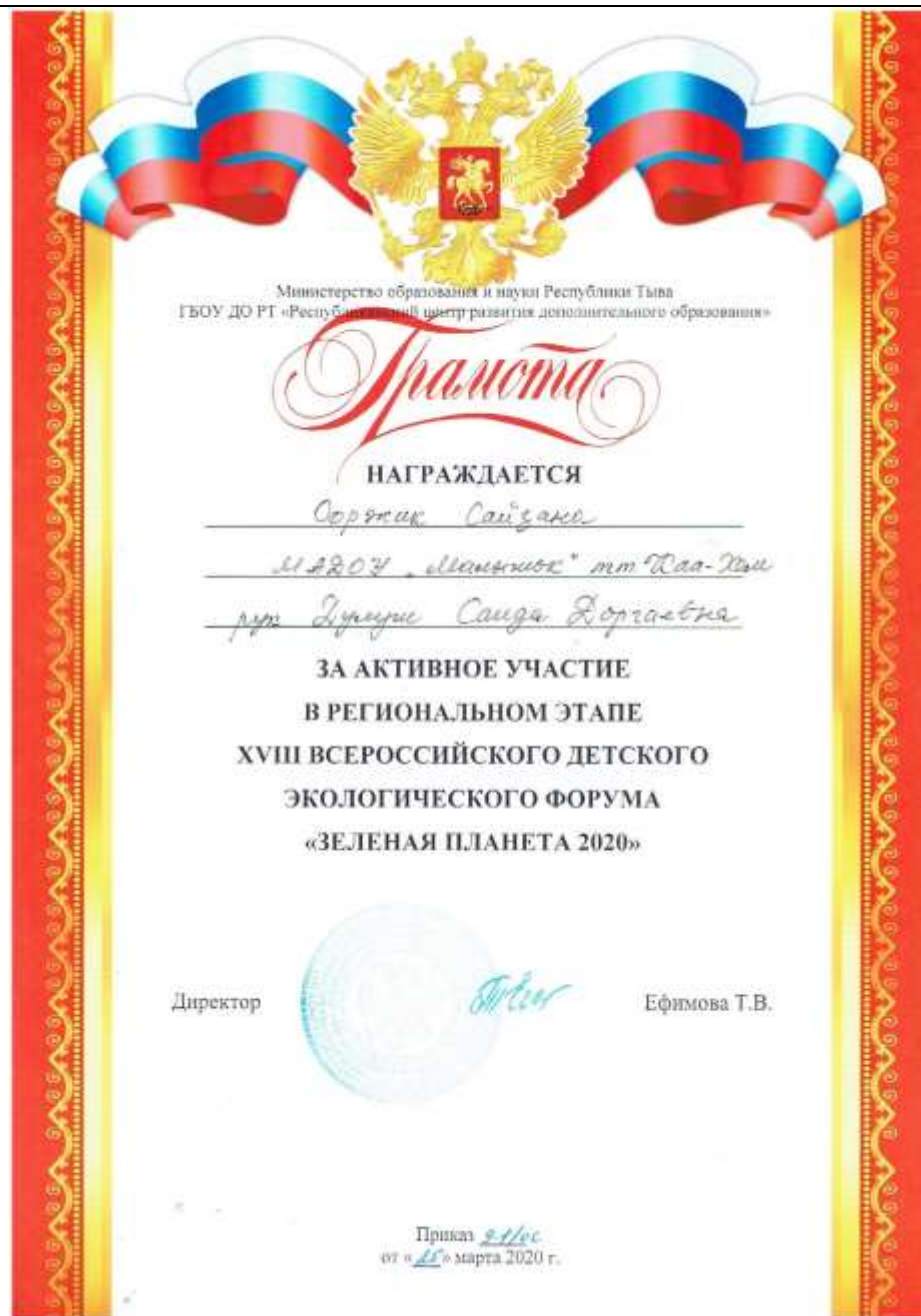 Министерство образования и науки Республики Тыва
ГБОУ ДО РТ «Республиканский центр развития дополнительного образования»
Грамота
НАГРАЖДАЕТСЯ
Ооржак Сайзана
МАДОУ „Малышок" пгт Каа-Хем
рук Думуш Саида Доргаевна
ЗА АКТИВНОЕ УЧАСТИЕ
В РЕГИОНАЛЬНОМ ЭТАПЕ
XVIII ВСЕРОССИЙСКОГО ДЕТСКОГО
ЭКОЛОГИЧЕСКОГО ФОРУМА
«ЗЕЛЕНАЯ ПЛАНЕТА 2020»
Директор
Ефимова Т.В.
Приказ
от « » марта 2020 г.